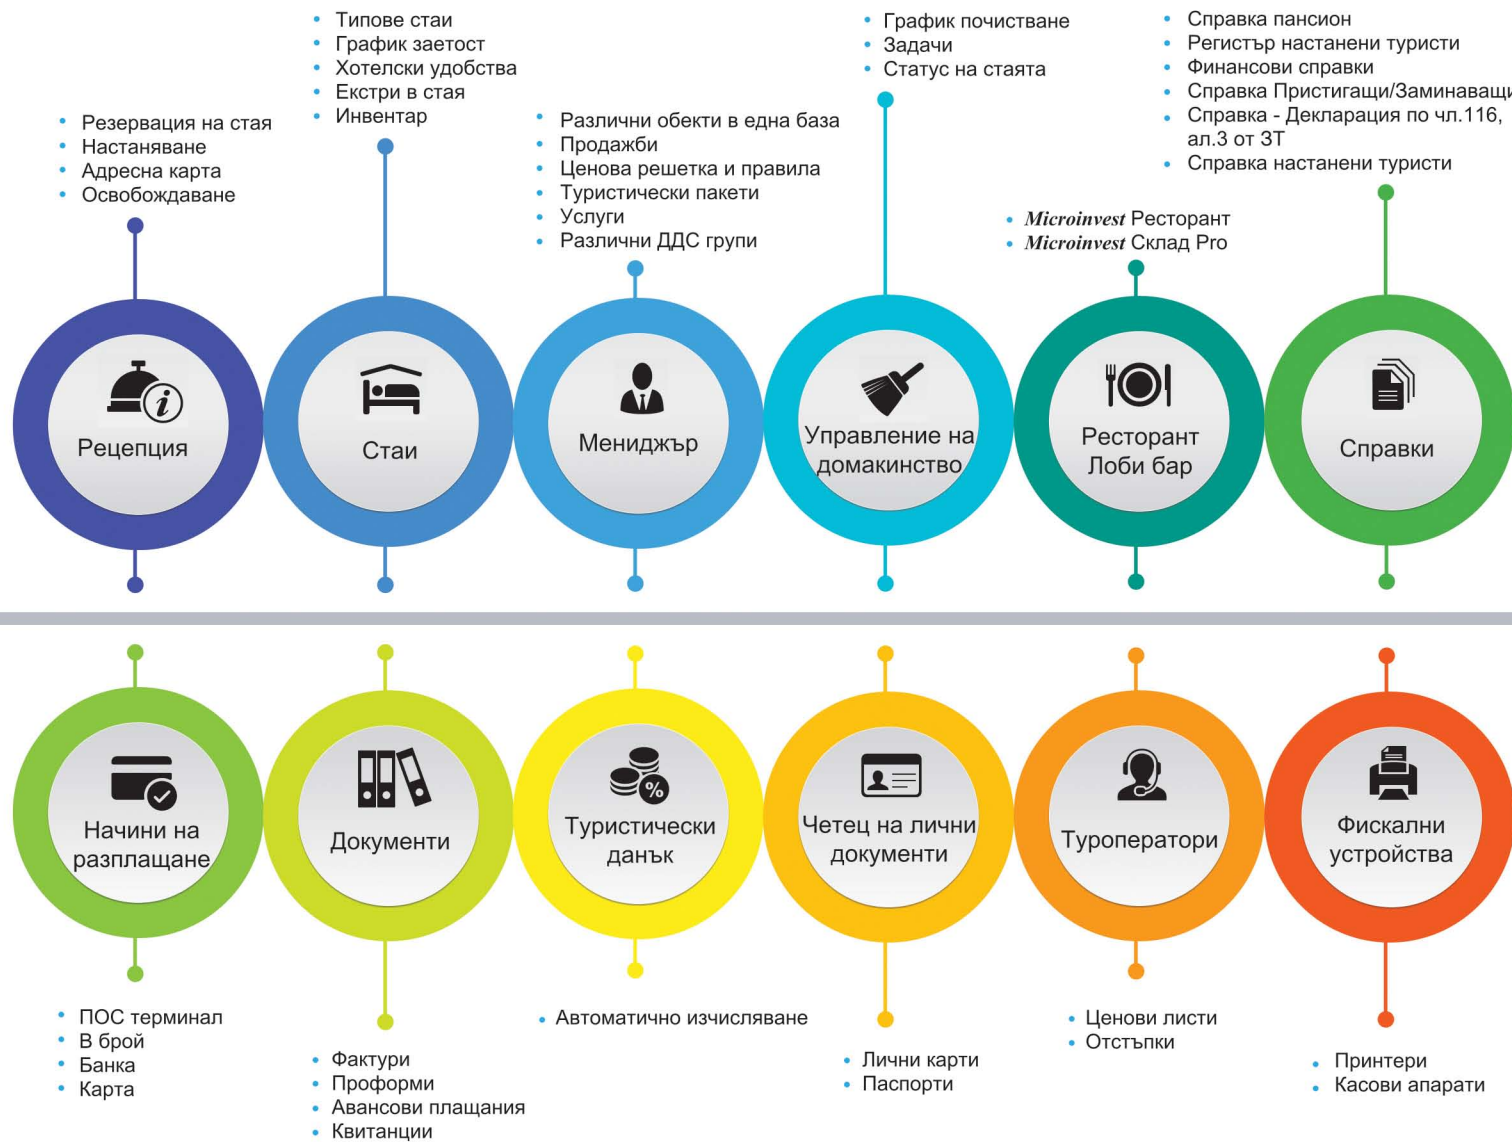 Резервация на стая
Настаняване
Адресна карта
Освобождаване
Рецепция
Типове стаи
График заетост
Хотелски удобства
Екстри в стая
Инвентар
Стаи
Различни обекти в една база
Продажби
Ценова решетка и правила
Туристически пакети
Услуги
Различни ДДС групи
Мениджър
График почистване
Задачи
Статус на стаята
Управление на
домакинство
Microinvest Ресторант
Microinvest Склад Pro
Ресторант
Лоби бар
Справка пансион
Регистър настанени туристи
Финансови справки
Справка Пристигащи/Заминаващи
Справка - Декларация по чл.116,
ал.3 от ЗТ
Справка настанени туристи
Справки
Начини на
разплащане
ПОС терминал
В брой
Банка
Карта
Документи
Фактури
Проформи
Авансови плащания
Квитанции
Туристически
данък
%
Автоматично изчисляване
Четец на лични
документи
Лични карти
Паспорти
Туроператори
Ценови листи
Отстъпки
Фискални
устройства
Принтери
Касови апарати